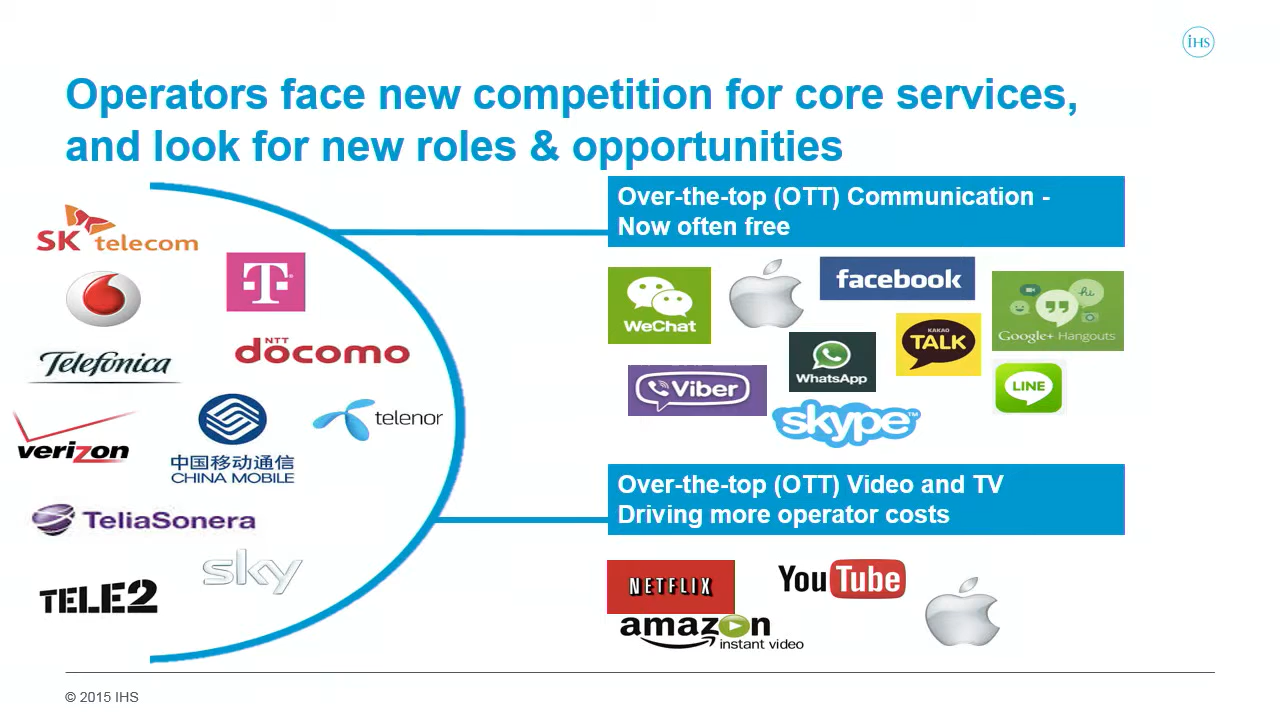 iHS
Operators face new competition for core services,
and look for new roles & opportunities
SK telecom
T
Telefónica
NTT
döcomo
verizon
telenor
中国移动通信
CHINA MOBILE
TeliaSonera
sky
TELE2
Over-the-top (OTT) Communication -
Now often free
WeChat
facebook
hi
Google+ Hangouts
KAKAO
TALK
WhatsApp
Viber
LINE
skype™
Over-the-top (OTT) Video and TV
Driving more operator costs
NETFLIX
YouTube
amazon
instant video
© 2015 IHS